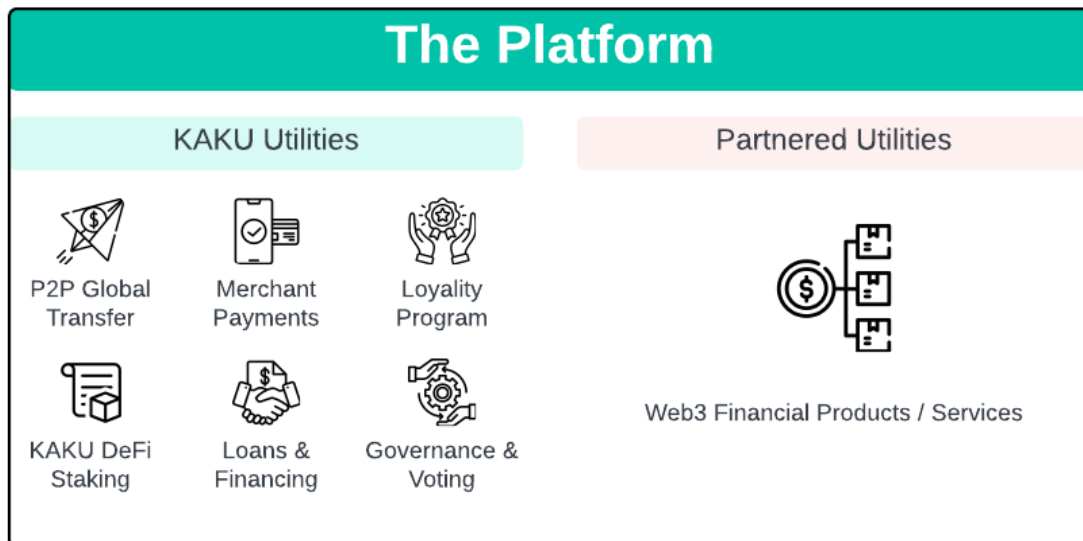 The Platform
KAKU Utilities
Partnered Utilities
P2P Global
Transfer
Merchant
Payments
Loyality
Program
KAKU DeFi
Staking
Loans &
Financing
Governance &
Voting
Web3 Financial Products / Services